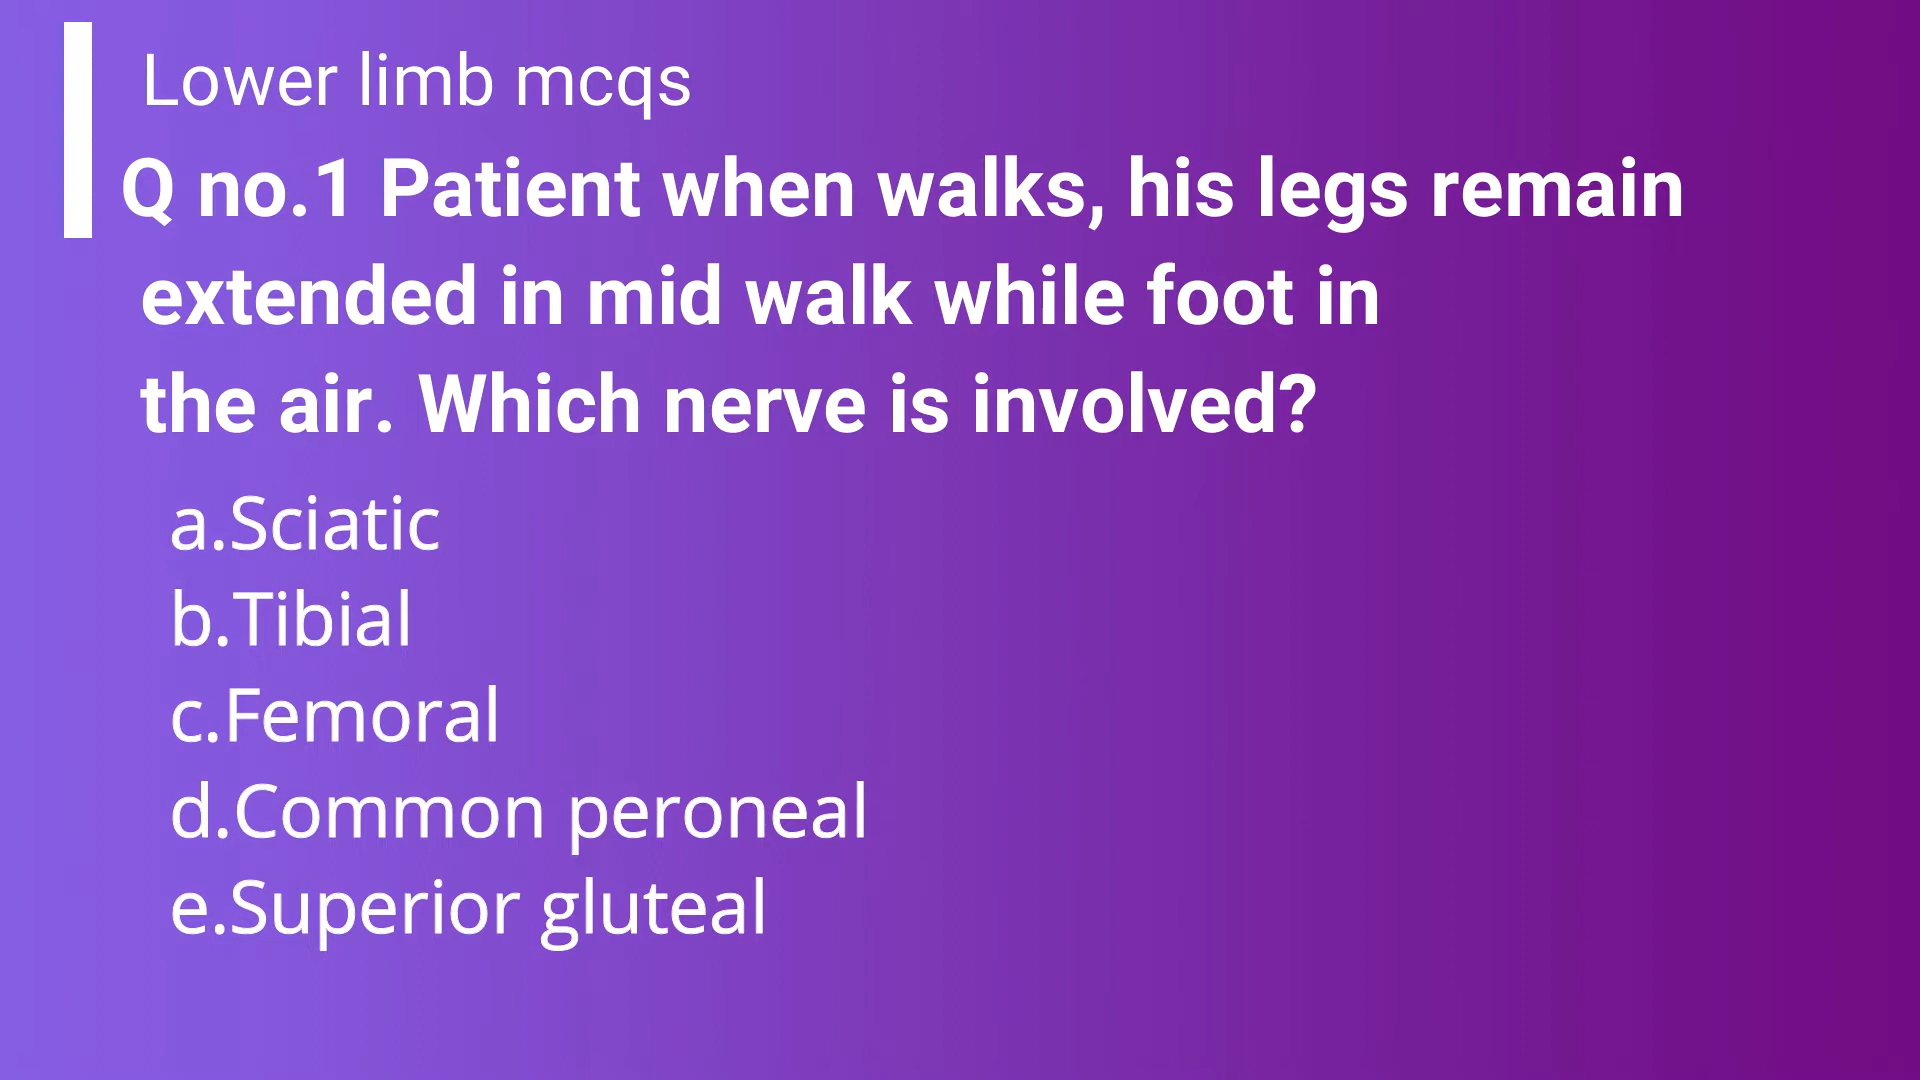 Lower limb mcqs
Q no.1 Patient when walks, his legs remain
extended in mid walk while foot in
the air. Which nerve is involved?
a.Sciatic
b.Tibial
c.Femoral
d.Common peroneal
e.Superior gluteal